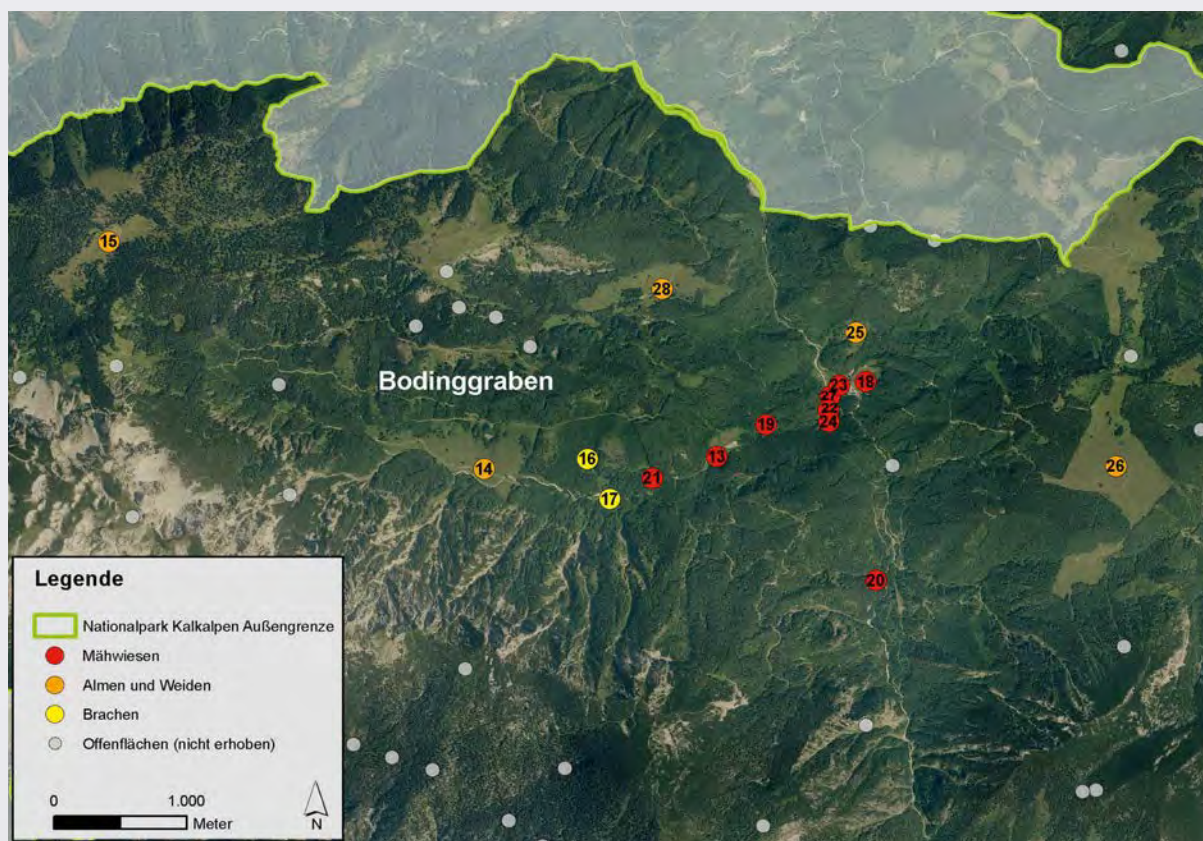 15
28
25
Bodinggraben
23
18
27
22
24
19
13
16
14
21
17
26
20
Legende
Nationalpark Kalkalpen Außengrenze
Mähwiesen
Almen und Weiden
Brachen
Offenflächen (nicht erhoben)
0 1.000
Meter N